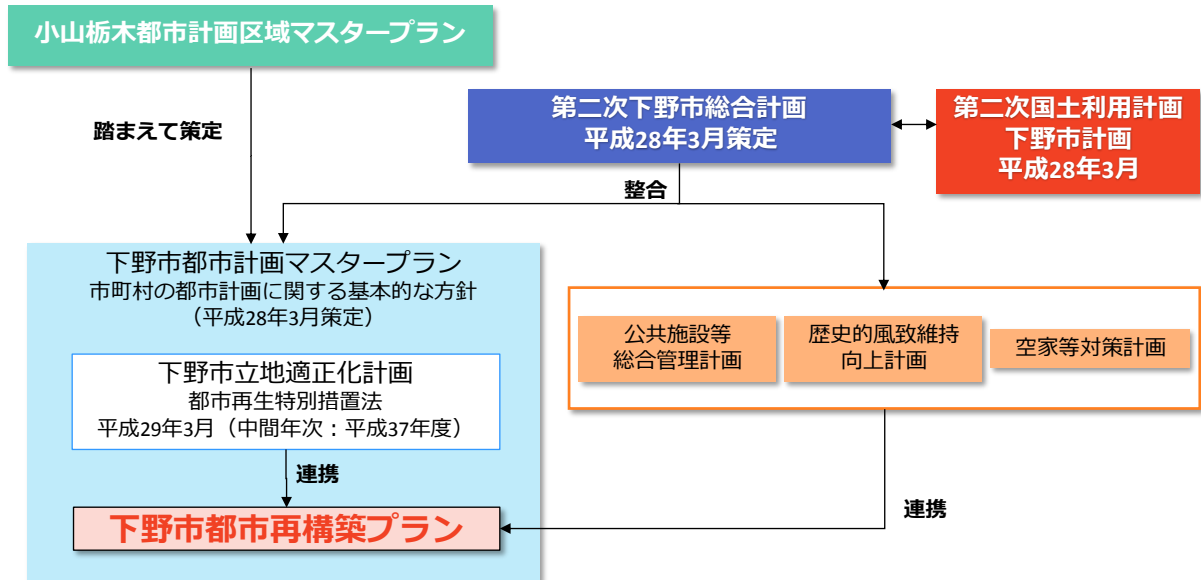 小山栃木都市計画区域マスタープラン
第二次下野市総合計画
平成28年3月策定
第二次国土利用計画
下野市計画
平成28年3月
踏まえて策定
整合
下野市都市計画マスタープラン
市町村の都市計画に関する基本的な方針
（平成28年3月策定）
公共施設等
総合管理計画
歴史的風致維持
向上計画
空家等対策計画
下野市立地適正化計画
都市再生特別措置法
平成29年3月（中間年次：平成37年度）
連携
連携
下野市都市再構築プラン